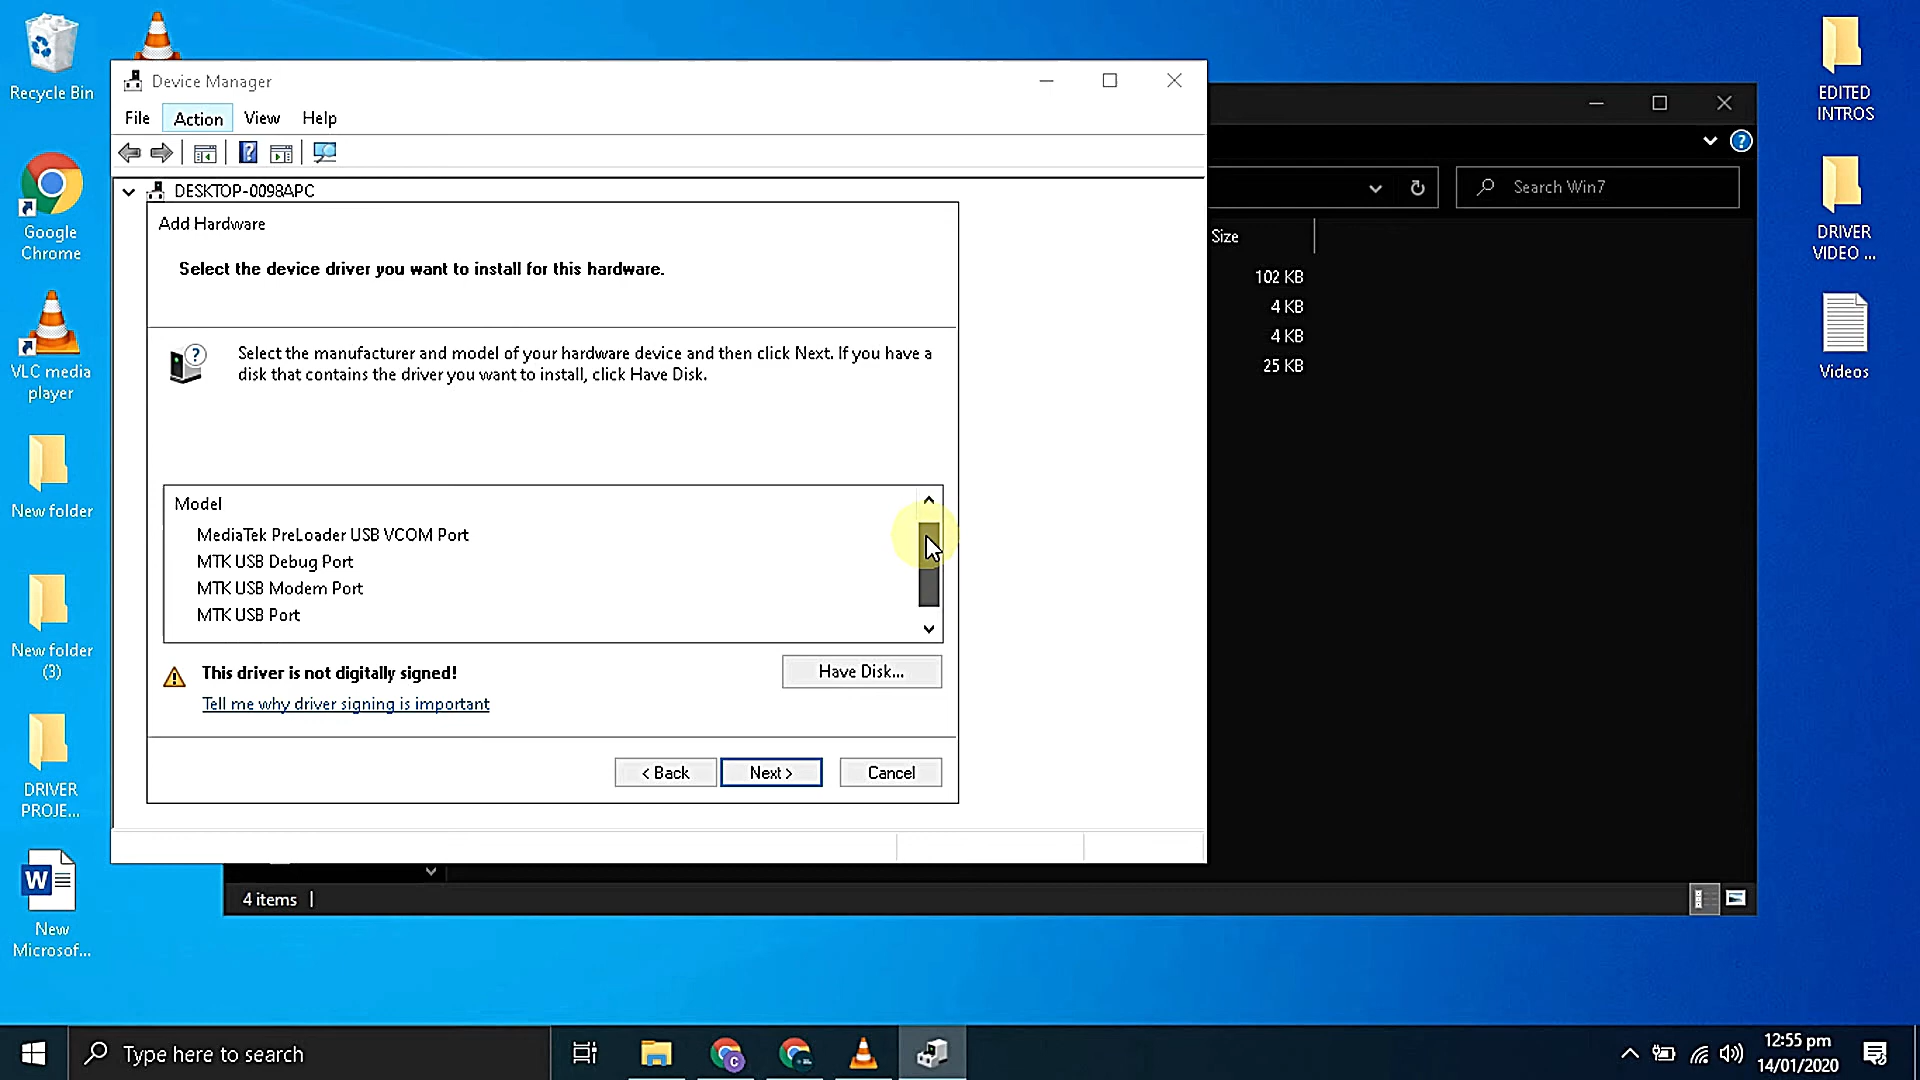 Recycle Bin
Google
Chrome
VLC media
player
New folder
New folder
(3)
DRIVER
PROJE...
W
New
Microsof...
Device Manager
File Action View Help
DESKTOP-0098APC
Add Hardware
Select the device driver you want to install for this hardware.
Select the manufacturer and model of your hardware device and then click Next. If you have a
disk that contains the driver you want to install, click Have Disk.
Model
MediaTek PreLoader USB VCOM Port
MTK USB Debug Port
MTK USB Modem Port
MTK USB Port
This driver is not digitally signed!
Have Disk...
Tell me why driver signing is important
< Back
Next >
Cancel
Search Win7
Size
102 KB
4 KB
4 KB
25 KB
4 items
EDITED
INTROS
DRIVER
VIDEO ...
Videos
Type here to search
12:55 pm
14/01/2020